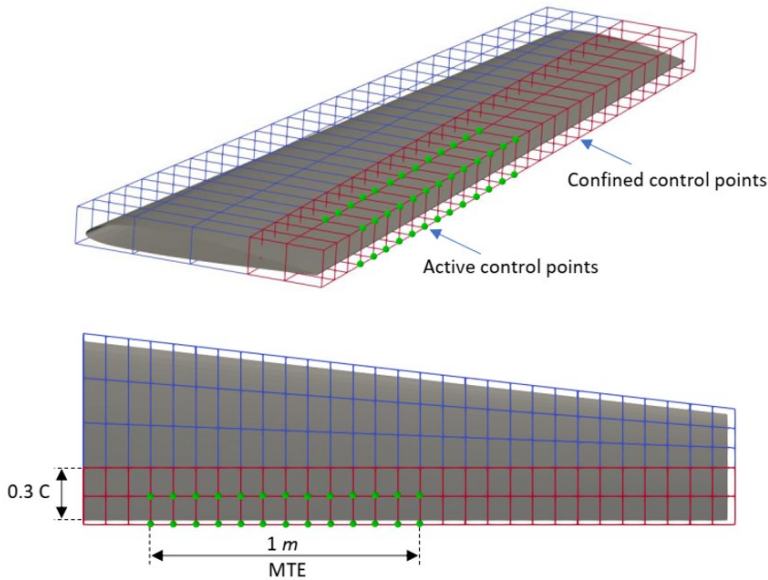 Confined control points
Active control points
0.3 C
1 m
MTE